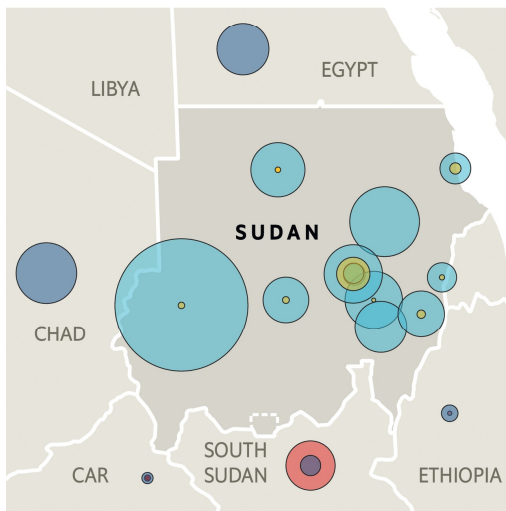 EGYPT
LIBYA
SUDAN
CHAD
SOUTH
SUDAN
CAR
ETHIOPIA